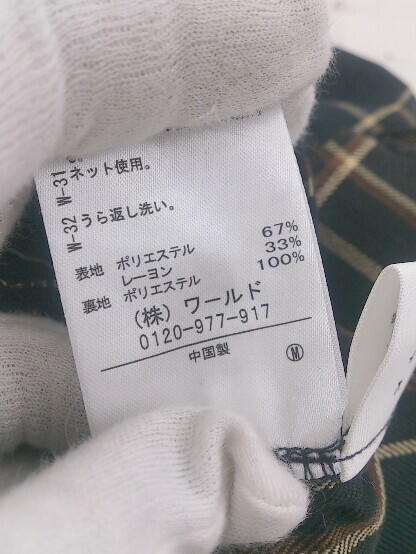 W-31 ネット使用。
W-32 うら返し洗い。
表地 ポリエステル 67%
レーヨン 33%
裏地 ポリエステル 100%
(株) ワールド
0120-977-917
中国製 M